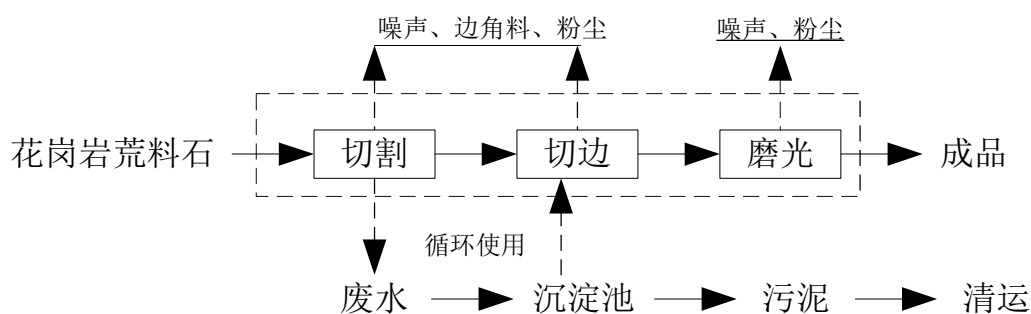 噪声、边角料、粉尘 噪声、粉尘
花岗岩荒料石 切割 切边 磨光 成品
循环使用
废水 沉淀池 污泥 清运